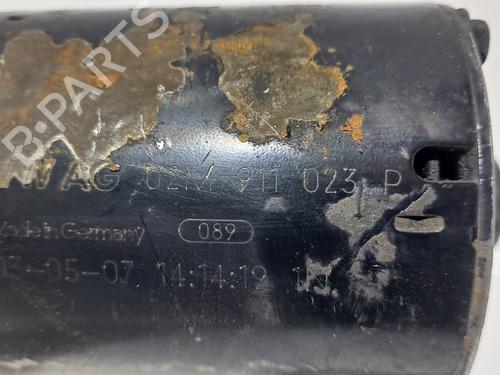 B-PARTS
VW AG 02M 911 023 P
Made in Germany 089
03-05-07 14:14:19